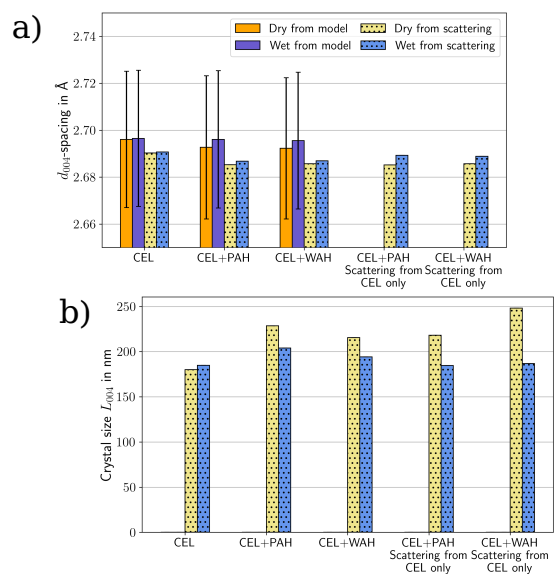 a)
2.74
2.72
2.70
2.68
2.66
d004-spacing in Å
Dry from model
Wet from model
Dry from scattering
Wet from scattering
CEL
CEL+PAH
CEL+WAH
CEL+PAH
Scattering from
CEL only
CEL+WAH
Scattering from
CEL only
b)
250
200
150
100
50
0
Crystal size L004 in nm
CEL
CEL+PAH
CEL+WAH
CEL+PAH
Scattering from
CEL only
CEL+WAH
Scattering from
CEL only